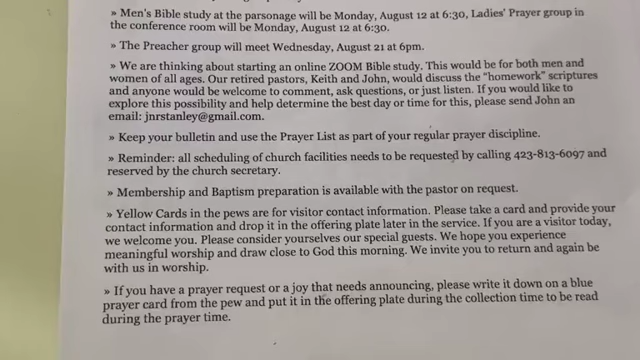 » Men's Bible study at the parsonage will be Monday, August 12 at 6:30, Ladies' Prayer group in
the conference room will be Monday, August 12 at 6:30.
» The Preacher group will meet Wednesday, August 21 at 6pm.
» We are thinking about starting an online ZOOM Bible study. This would be for both men and
women of all ages. Our retired pastors, Keith and John, would discuss the "homework" scriptures
and anyone would be welcome to comment, ask questions, or just listen. If you would like to
explore this possibility and help determine the best day or time for this, please send John an
email: jnrstanley@gmail.com.
» Keep your bulletin and use the Prayer List as part of your regular prayer discipline.
» Reminder: all scheduling of church facilities needs to be requested by calling 423-813-6097 and
reserved by the church secretary.
» Membership and Baptism preparation is available with the pastor on request.
» Yellow Cards in the pews are for visitor contact information. Please take a card and provide your
contact information and drop it in the offering plate later in the service. If you are a visitor today,
we welcome you. Please consider yourselves our special guests. We hope you experience
meaningful worship and draw close to God this morning. We invite you to return and again be
with us in worship.
» If you have a prayer request or a joy that needs announcing, please write it down on a blue
prayer card from the pew and put it in the offering plate during the collection time to be read
during the prayer time.